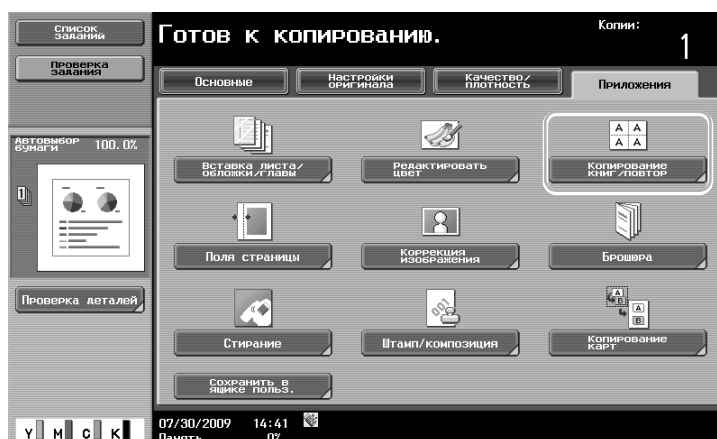 Список
заданий
Готов к копированию.
Копии:
1
Проверка
задания
Основные
Настройки
оригинала
Качество/
плотность
Приложения
Автовыбор
бумаги
100.0%
1
Вставка листа/
обложки/главы
Редактировать
цвет
A A
A A
Копирование
книг/повтор
Поля страницы
Коррекция
изображения
Брошюра
Проверка деталей
Стирание
001
Штамп/композиция
A
B
A
B
Копирование
карт
Сохранить в
ящике польз.
07/30/2009 14:41
Память 0%
Y M C K